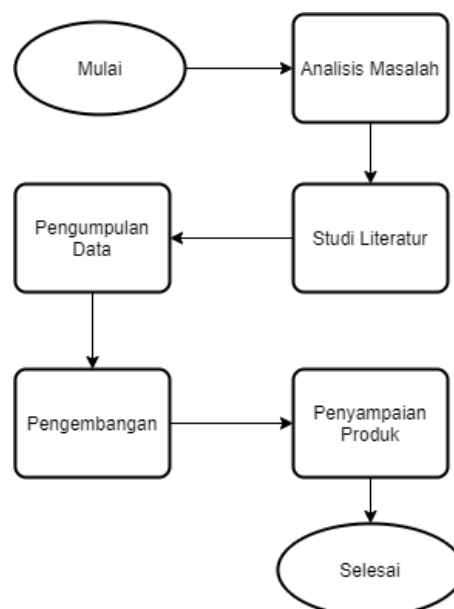 Mulai
Analisis Masalah
Studi Literatur
Pengumpulan
Data
Pengembangan
Penyampaian
Produk
Selesai